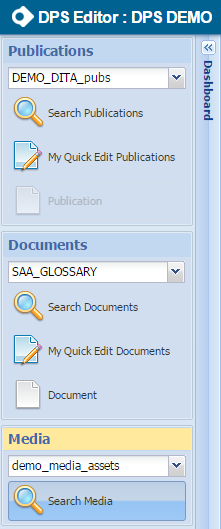 DPS Editor : DPS DEMO
Publications
DEMO_DITA_pubs
Search Publications
My Quick Edit Publications
Publication
Documents
SAA_GLOSSARY
Search Documents
My Quick Edit Documents
Document
Media
demo_media_assets
Search Media
Dashboard